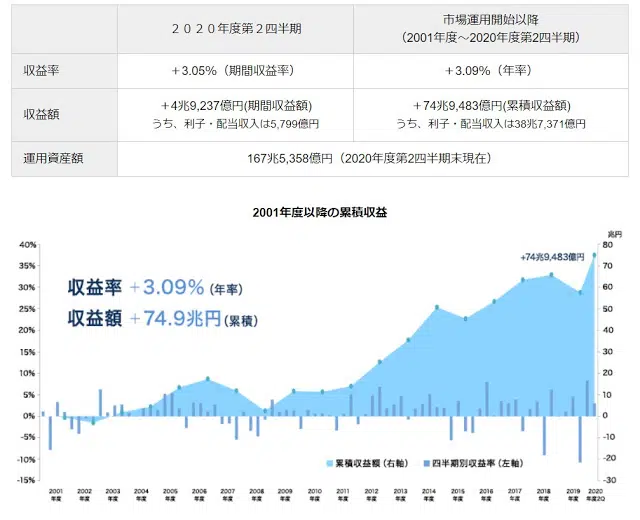 2020年度第2四半期
市場運用開始以降
(2001年度~2020年度第2四半期)
収益率
+3.05%(期間収益率)
+3.09%(年率)
収益額
+4兆9,237億円(期間収益額)
うち、利子・配当収入は5,799億円
+74兆9,483億円(累積収益額)
うち、利子・配当収入は38兆7,371億円
運用資産額
167兆5,358億円(2020年度第2四半期末現在)
2001年度以降の累積収益
兆円
40%
35%
30%
25%
20%
15%
10%
5%
0%
-5%
-10%
-15%
収益率 +3.09% (年率)
収益額 +74.9兆円(累積)
+74兆9,483億円
80
70
60
50
40
30
20
10
0
-10
-20
-30
累積収益額(右軸)
四半期別収益率(左軸)
2001年度
2002年度
2003年度
2004年度
2005年度
2006年度
2007年度
2008年度
2009年度
2010年度
2011年度
2012年度
2013年度
2014年度
2015年度
2016年度
2017年度
2018年度
2019年度
2020年度2Q